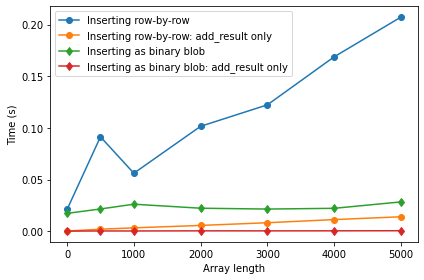 Inserting row-by-row
Inserting row-by-row: add_result only
Inserting as binary blob
Inserting as binary blob: add_result only
Time (s)
0.20
0.15
0.10
0.05
0.00
0 1000 2000 3000 4000 5000
Array length